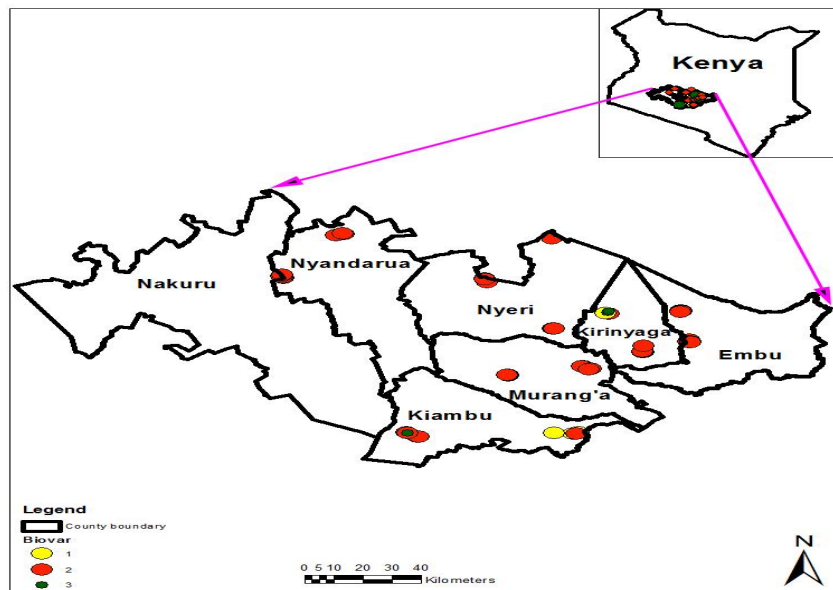 Kenya
Nyandarua
Nakuru
Nyeri
Kirinyaga
Embu
Murang'a
Kiambu
Legend
County boundary
Biovar
1
2
3
0 5 10 20 30 40
Kilometers
N